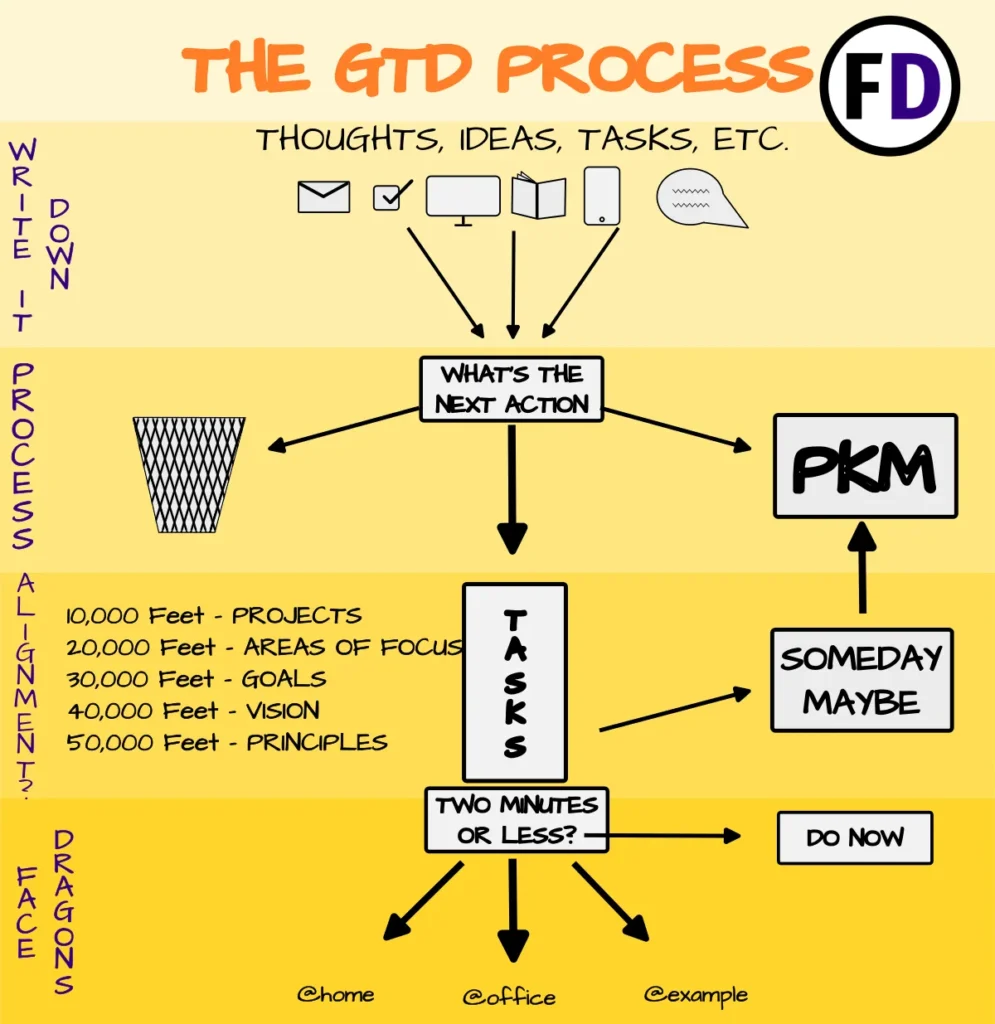 THE GTD PROCESS
FD
THOUGHTS, IDEAS, TASKS, ETC.
WRITE IT
DOWN
WHAT'S THE
NEXT ACTION
PROCESS
PKM
ALIGNMENT?
10,000 Feet - PROJECTS
20,000 Feet - AREAS OF FOCUS
30,000 Feet - GOALS
40,000 Feet - VISION
50,000 Feet - PRINCIPLES
TASKS
SOMEDAY
MAYBE
TWO MINUTES
OR LESS?
DO NOW
FACE
DRAGONS
@home
@office
@example